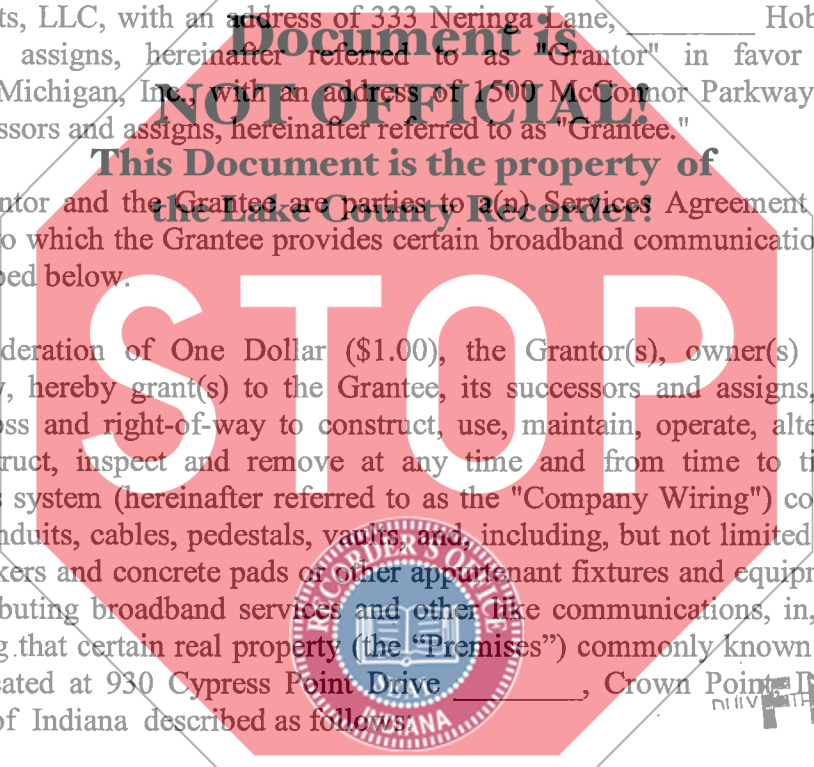 ts, LLC, with an address of 333 Neringa Lane, _________ Hob
Document is
assigns, hereinafter referred to as "Grantor" in favor
NOT OFFICIAL!
Michigan, Inc., with an address of 1500 McConnor Parkway
ssors and assigns, hereinafter referred to as "Grantee."
This Document is the property of
the Lake County Recorder!
ntor and the Grantee are parties to a(n) Services Agreement
o which the Grantee provides certain broadband communicatio
bed below.
STOP
deration of One Dollar ($1.00), the Grantor(s), owner(s)
, hereby grant(s) to the Grantee, its successors and assigns,
oss and right-of-way to construct, use, maintain, operate, alte
ruct, inspect and remove at any time and from time to ti
s system (hereinafter referred to as the "Company Wiring") co
nduits, cables, pedestals, vaults, and, including, but not limited
kers and concrete pads or other appurtenant fixtures and equipm
buting broadband services and other like communications, in,
g that certain real property (the "Premises") commonly known
ated at 930 Cypress Point Drive _________, Crown Point,
of Indiana described as follows:
RECORDER'S OFFICE
INDIANA